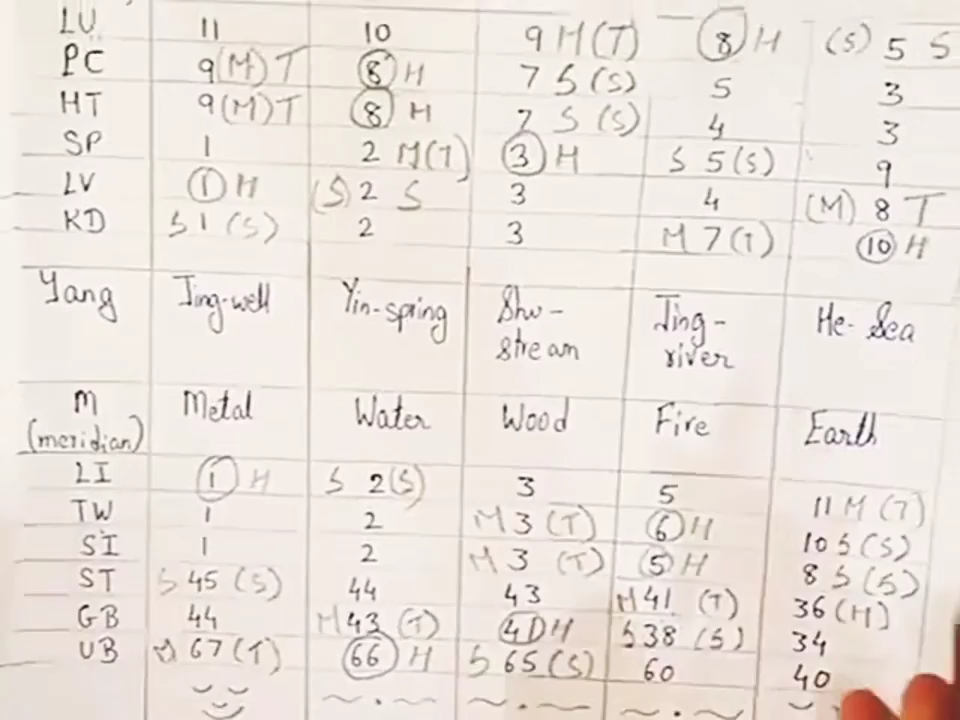 LU 11 10 9 H(T) 8 H (S) 5 S
PC 9(M) T 8 H 7 S (S) 5 3
HT 9(M) T 8 H 7 S (S) 4 3
SP 1 2 M(T) 3 H S 5(S) 9
LV 1 H (S) 2 S 3 4 (M) 8 T
KD S 1 (S) 2 3 M 7(T) 10 H
Yang Jing-well Yin-spring Shu-stream Jing-river He-Sea
M (meridian) Metal Water Wood Fire Earth
LI 1 H S 2(S) 3 5 11 M (T)
TW 1 2 M 3 (T) 6 H 10 S (S)
SI 1 2 M 3 (T) 5 H 8 S (S)
ST S 45 (S) 44 43 M 41 (T) 36 (H)
GB 44 M 43 (T) 40 H S 38 (S) 34
UB 67 (T) 66 H S 65 (S) 60 40